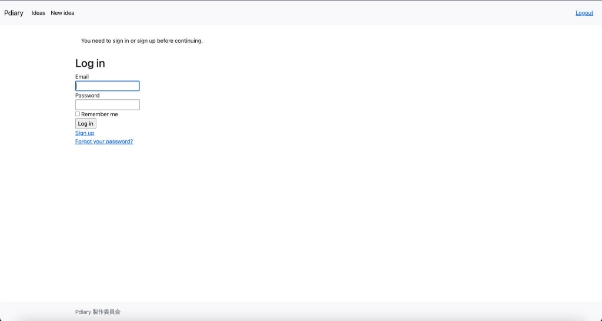 Pdiary Ideas New idea Logout
You need to sign in or sign up before continuing.
Log in
Email
Password
Remember me
Log in
Sign up
Forgot your password?
Pdiary 製作委員会